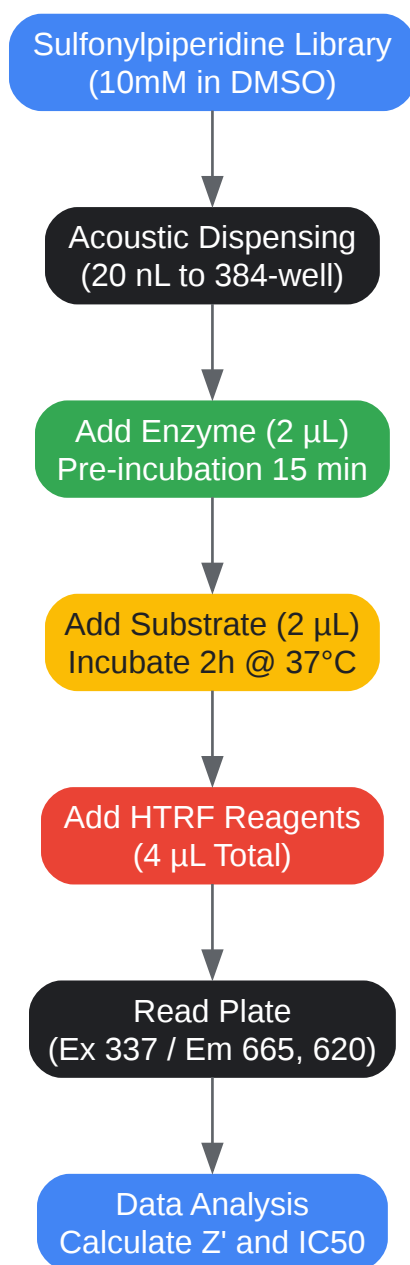 Sulfonylpiperidine Library
(10mM in DMSO)
Acoustic Dispensing
(20 nL to 384-well)
Add Enzyme (2 µL)
Pre-incubation 15 min
Add Substrate (2 µL)
Incubate 2h @ 37°C
Add HTRF Reagents
(4 µL Total)
Read Plate
(Ex 337 / Em 665, 620)
Data Analysis
Calculate Z' and IC50